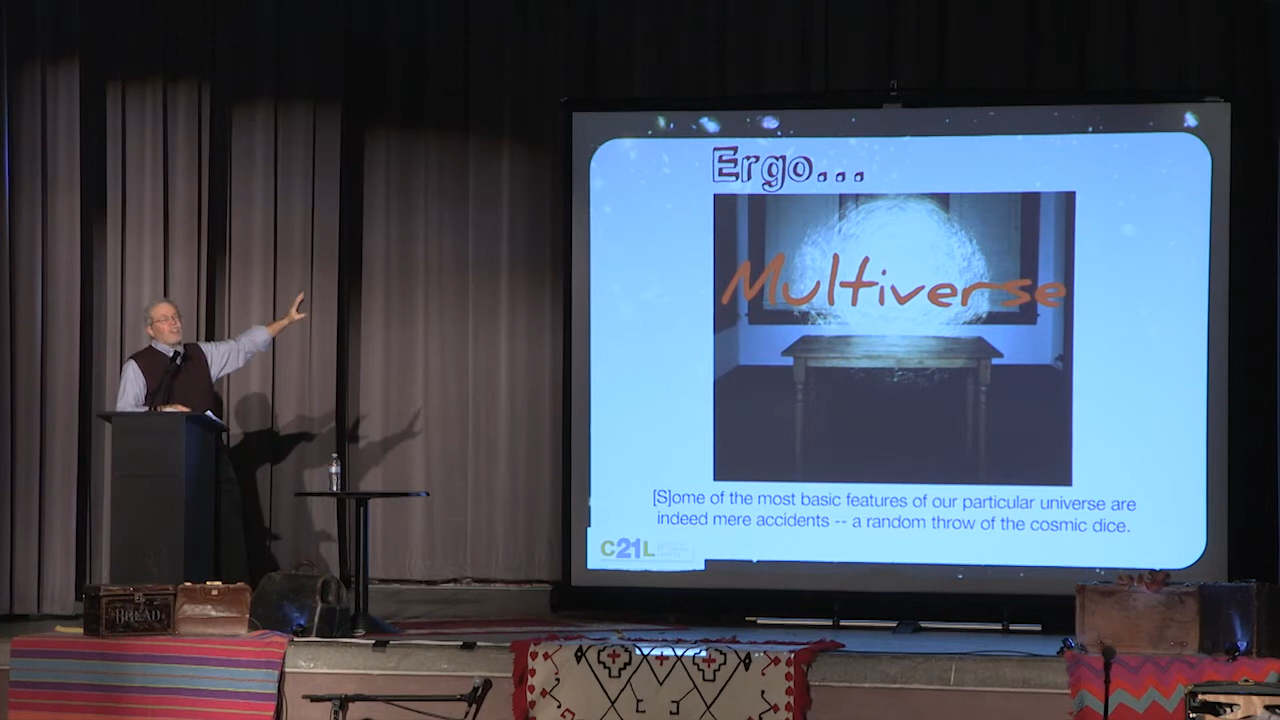 Ergo...
Multiverse
[S]ome of the most basic features of our particular universe are
indeed mere accidents -- a random throw of the cosmic dice.
C21L
BREAD